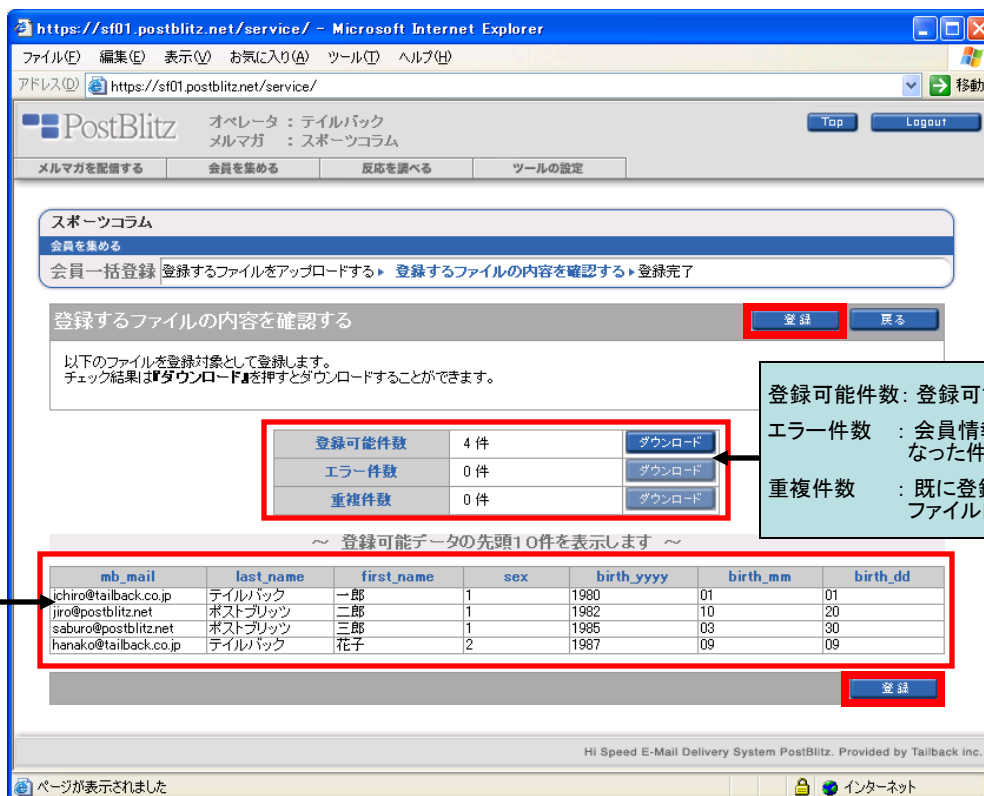 https://sf01.postblitz.net/service/ - Microsoft Internet Explorer
ファイル(F) 編集(E) 表示(V) お気に入り(A) ツール(T) ヘルプ(H)
アドレス(D) https://sf01.postblitz.net/service/ 移動
PostBlitz オペレータ : テイルバック
メルマガ : スポーツコラム
Top Logout
メルマガを配信する 会員を集める 反応を調べる ツールの設定
スポーツコラム
会員を集める
会員一括登録 登録するファイルをアップロードする 登録するファイルの内容を確認する 登録完了
登録するファイルの内容を確認する 登録 戻る
以下のファイルを登録対象として登録します。
チェック結果は『ダウンロード』を押すとダウンロードすることができます。
登録可能件数 4 件 ダウンロード
エラー件数 0 件 ダウンロード
重複件数 0 件 ダウンロード
登録可能件数: 登録可
エラー件数 : 会員情
なった件
重複件数 : 既に登
ファイル
～ 登録可能データの先頭10件を表示します ～
mb_mail last_name first_name sex birth_yyyy birth_mm birth_dd
ichiro@tailback.co.jp テイルバック 一郎 1 1980 01 01
jiro@postblitz.net ポストブリッツ 二郎 1 1982 10 20
saburo@postblitz.net ポストブリッツ 三郎 1 1985 03 30
hanako@tailback.co.jp テイルバック 花子 2 1987 09 09
登録
Hi Speed E-Mail Delivery System PostBlitz. Provided by Tailback inc.
ページが表示されました インターネット